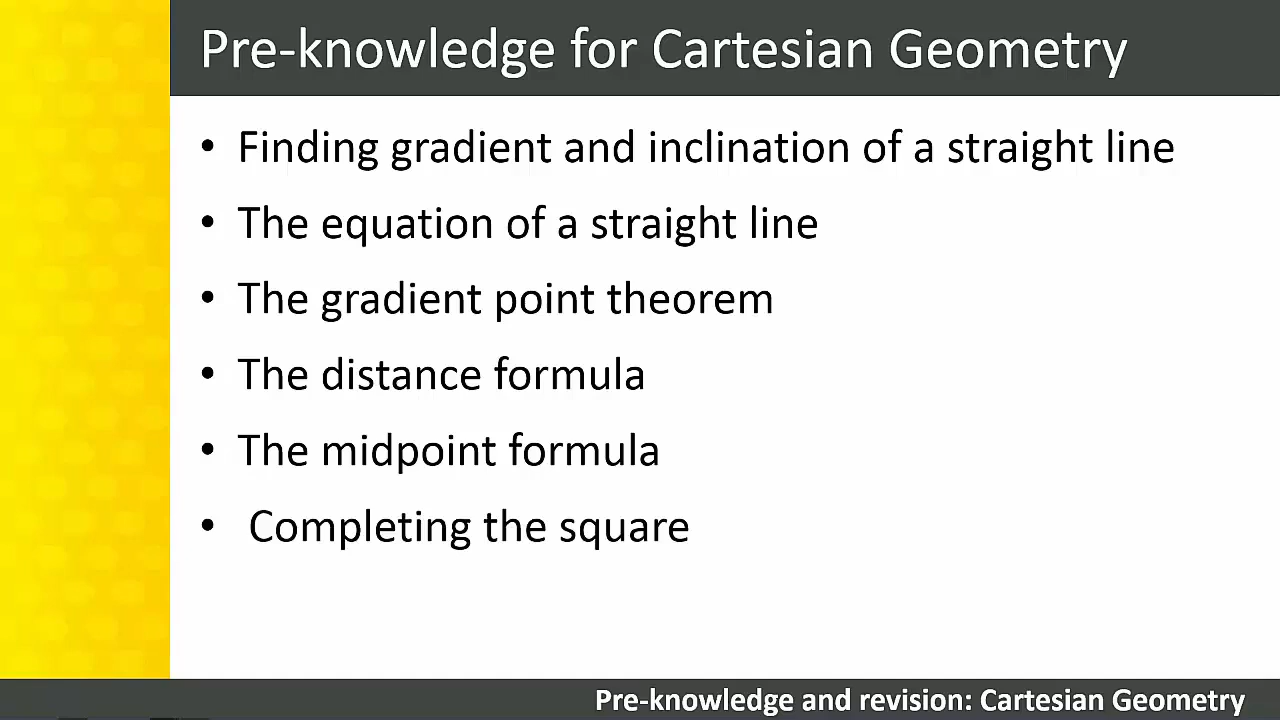 Pre-knowledge for Cartesian Geometry
• Finding gradient and inclination of a straight line
• The equation of a straight line
• The gradient point theorem
• The distance formula
• The midpoint formula
• Completing the square
Pre-knowledge and revision: Cartesian Geometry